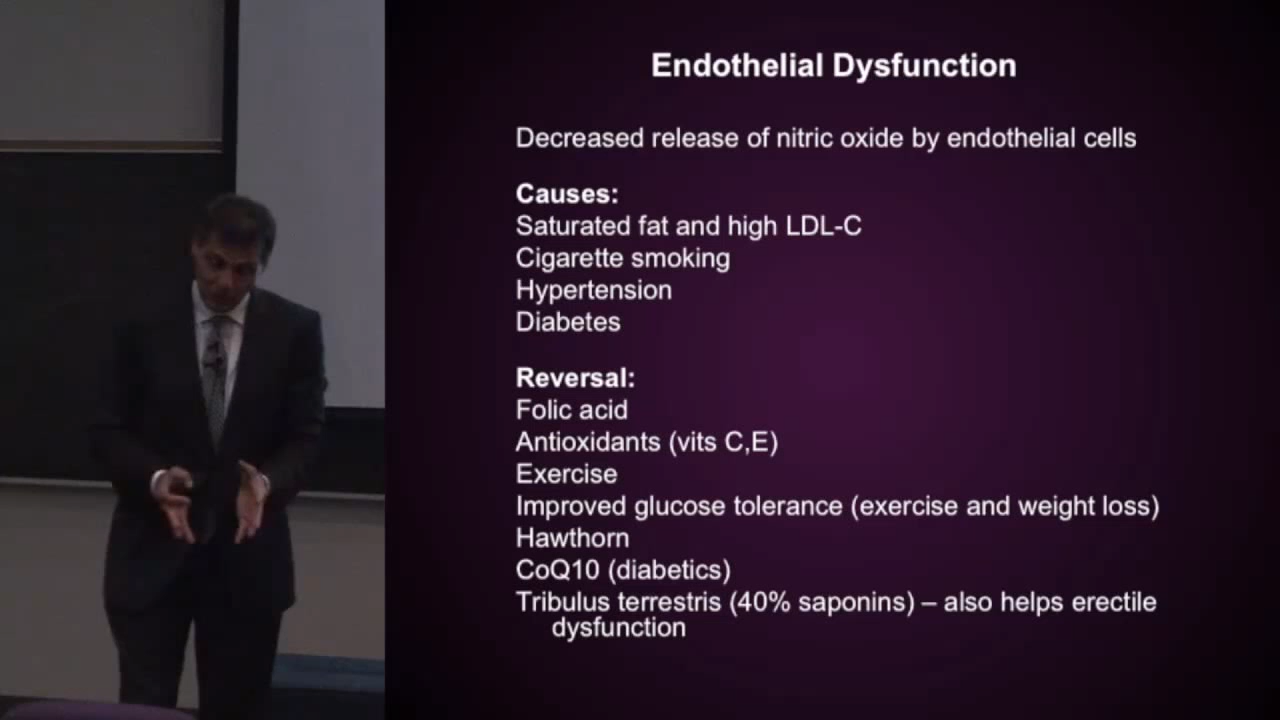 Endothelial Dysfunction
Decreased release of nitric oxide by endothelial cells
Causes:
Saturated fat and high LDL-C
Cigarette smoking
Hypertension
Diabetes
Reversal:
Folic acid
Antioxidants (vits C,E)
Exercise
Improved glucose tolerance (exercise and weight loss)
Hawthorn
CoQ10 (diabetics)
Tribulus terrestris (40% saponins) – also helps erectile
dysfunction